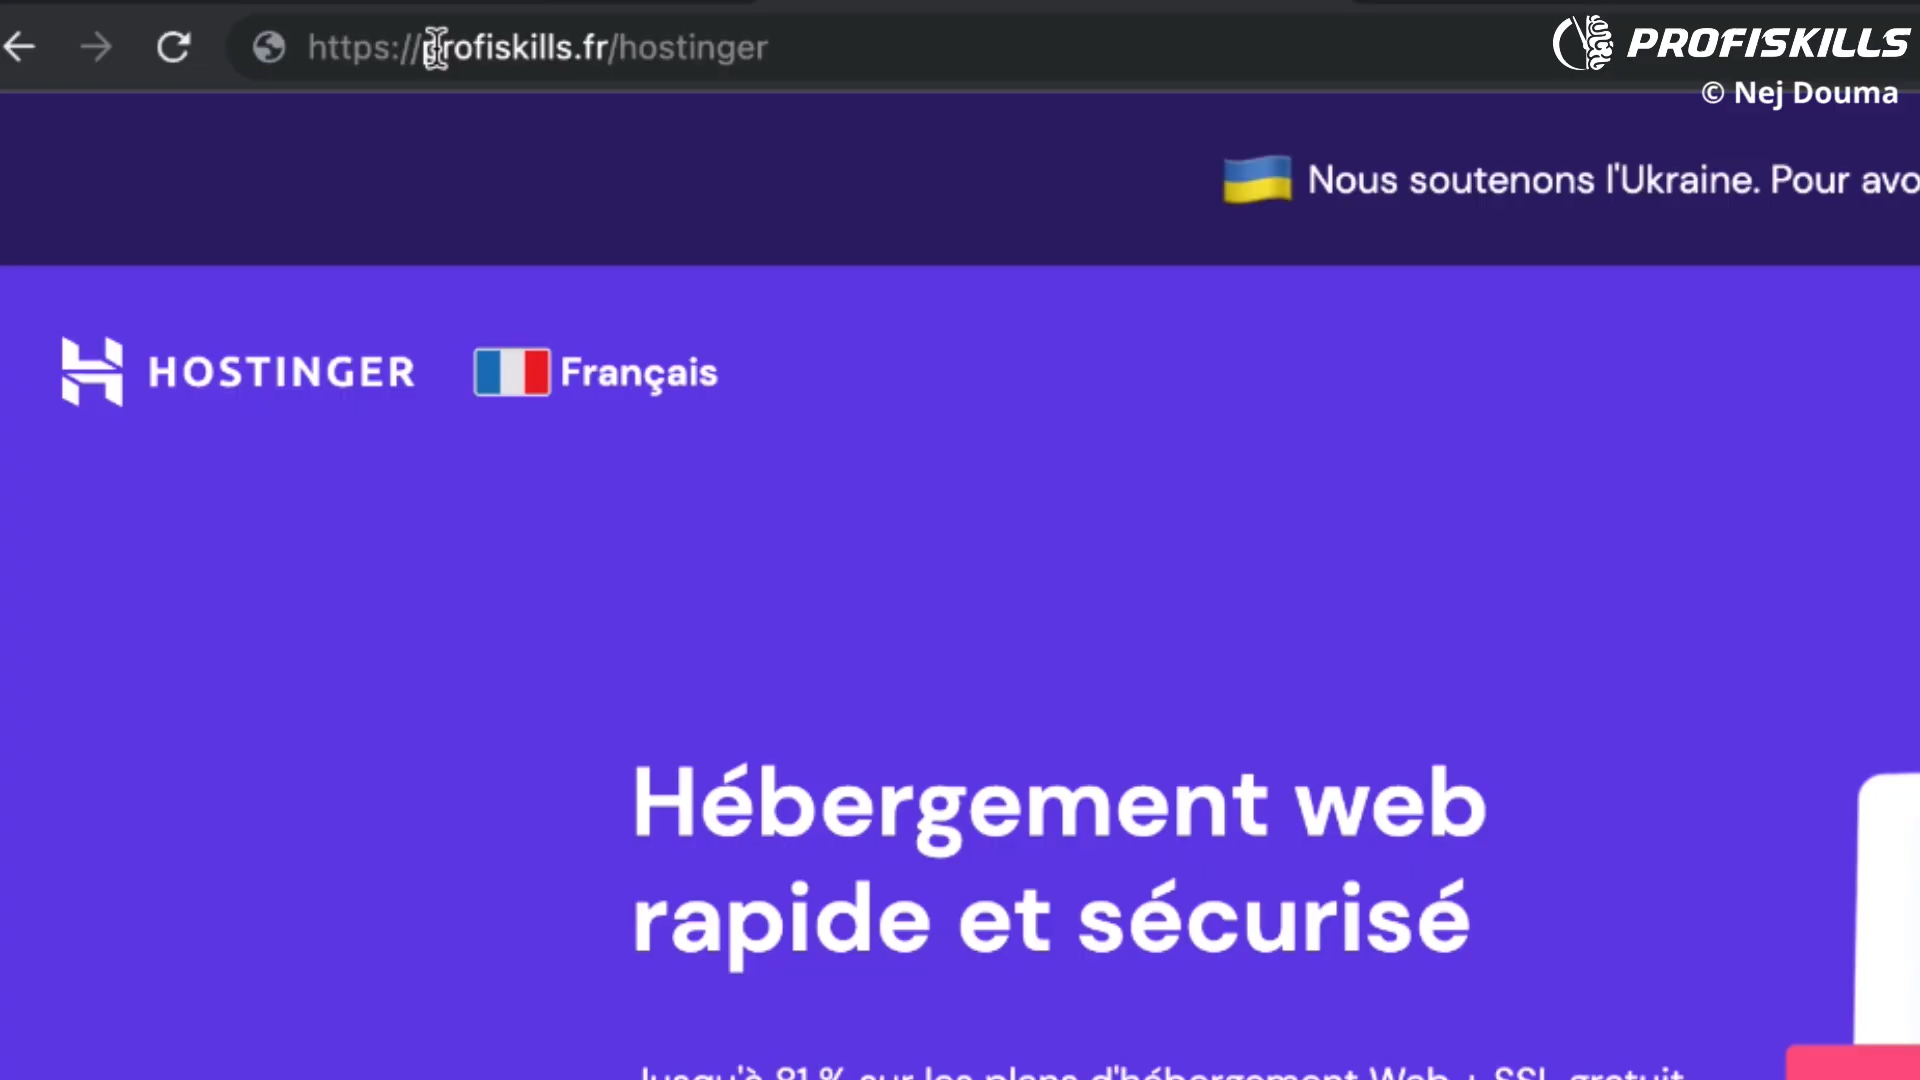 https://profiskills.fr/hostinger
PROFISKILLS
© Nej Douma
Nous soutenons l'Ukraine. Pour
HOSTINGER
Français
Hébergement web
rapide et sécurisé
Jusqu'à 81 % sur les plans d'hébergement Web + SSL gratuit